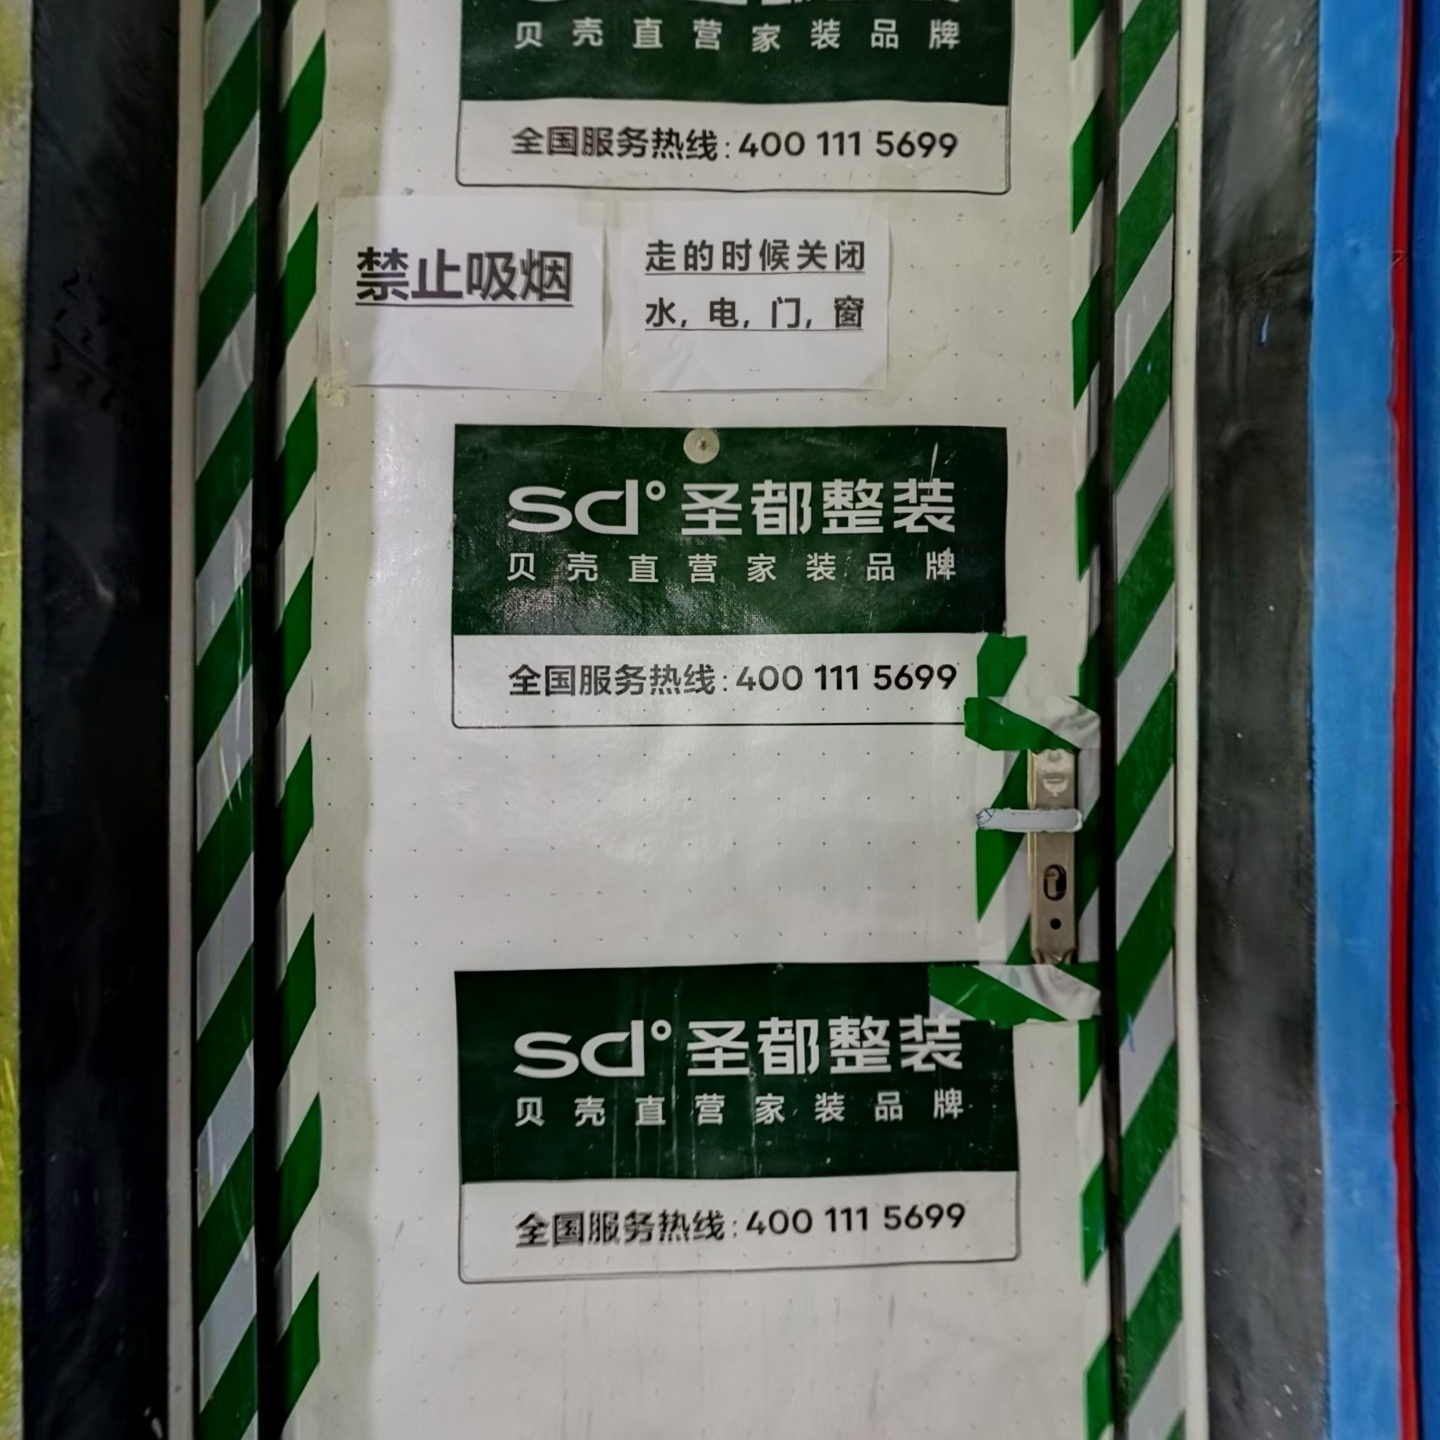 贝壳直营家装品牌
全国服务热线:400 111 5699
禁止吸烟
走的时候关闭
水,电,门,窗
sd° 圣都整装
贝壳直营家装品牌
全国服务热线:400 111 5699
sd° 圣都整装
贝壳直营家装品牌
全国服务热线:400 111 5699